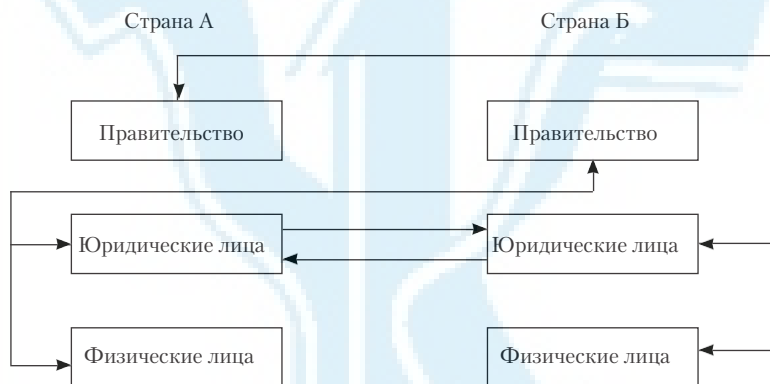 Страна А Страна Б
Правительство Правительство
Юридические лица Юридические лица
Физические лица Физические лица